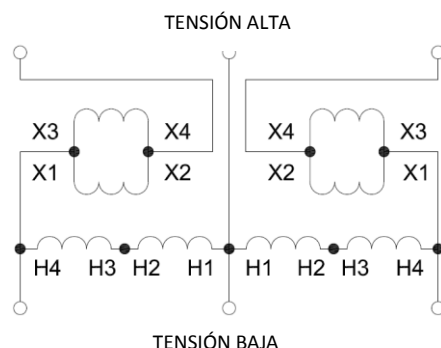 TENSIÓN ALTA
X3 X4 X4 X3
X1 X2 X2 X1
H4 H3 H2 H1 H1 H2 H3 H4
TENSIÓN BAJA